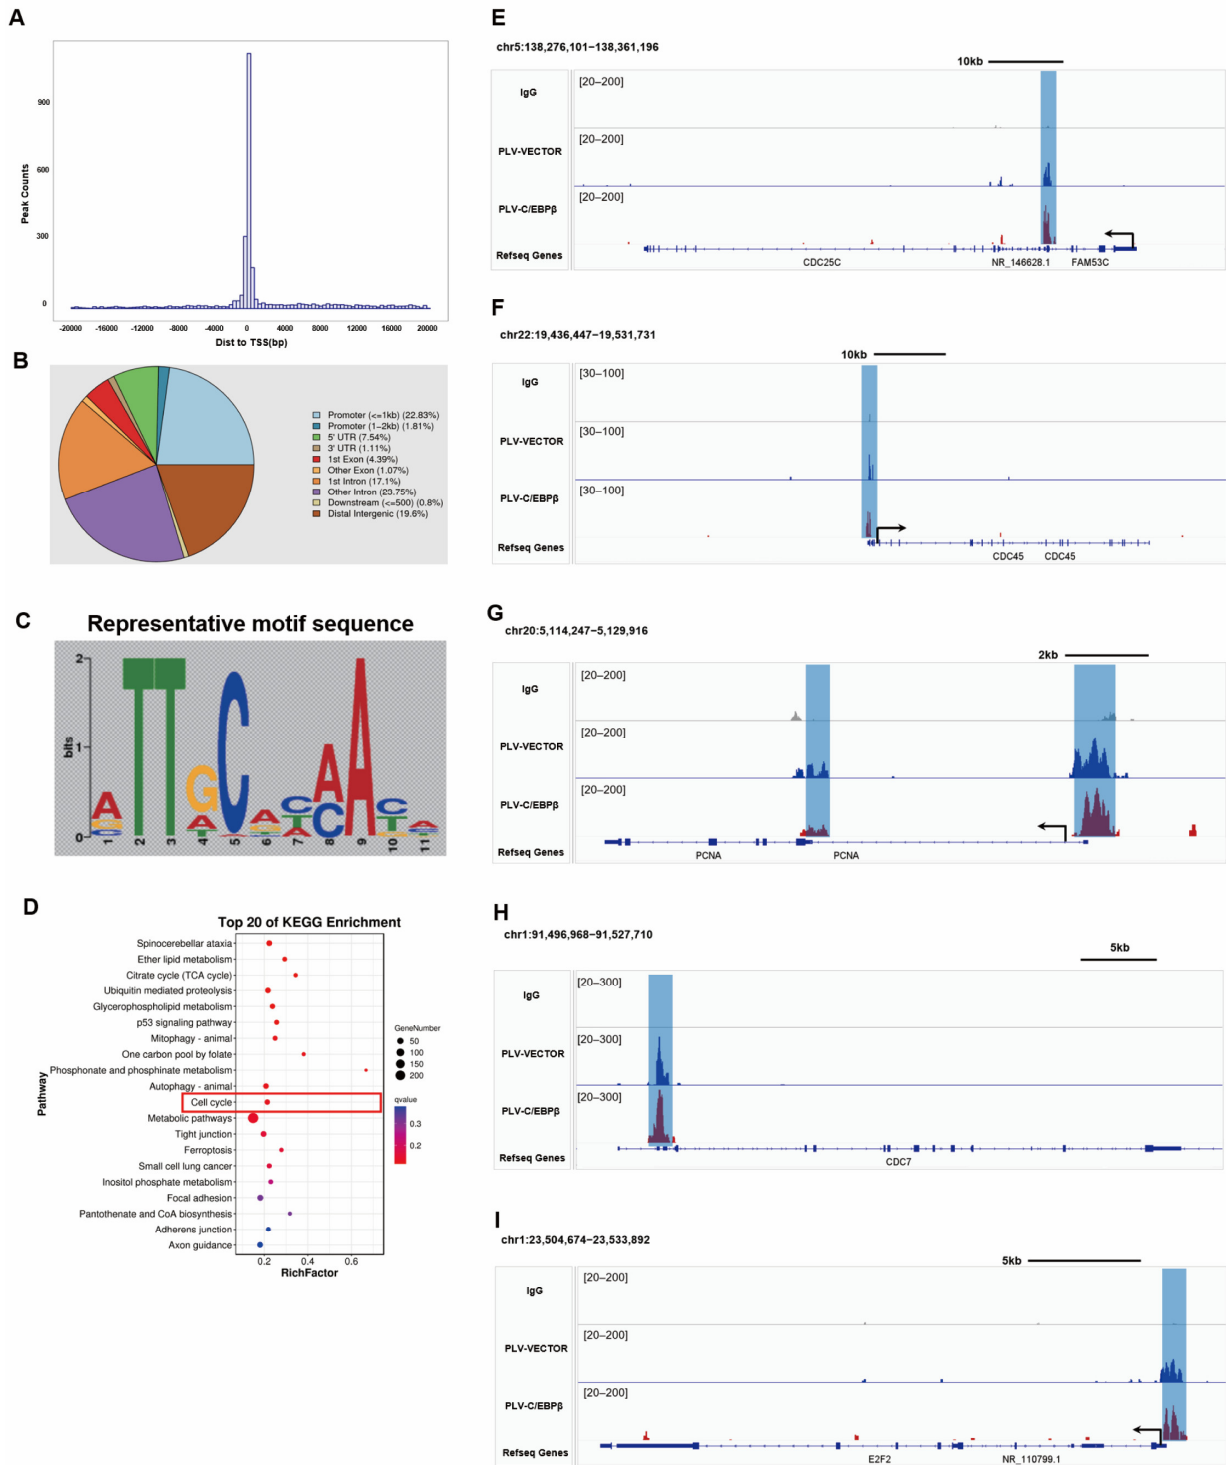 A
900
600
300
0
Peak Counts
-20000 -16000 -12000 -8000 -4000 0 4000 8000 12000 16000 20000
Dist to TSS(bp)
B
Promoter (<=1kb) (22.83%)
Promoter (1-2kb) (1.81%)
5' UTR (7.54%)
3' UTR (1.11%)
1st Exon (4.39%)
Other Exon (1.07%)
1st Intron (17.1%)
Other Intron (23.75%)
Downstream (<=500) (0.8%)
Distal Intergenic (19.6%)
C
Representative motif sequence
bits
2
1
0
1 2 3 4 5 6 7 8 9 10 11
D
Top 20 of KEGG Enrichment
Pathway
Spinocerebellar ataxia
Ether lipid metabolism
Citrate cycle (TCA cycle)
Ubiquitin mediated proteolysis
Glycerophospholipid metabolism
p53 signaling pathway
Mitophagy - animal
One carbon pool by folate
Phosphonate and phosphinate metabolism
Autophagy - animal
Cell cycle
Metabolic pathways
Tight junction
Ferroptosis
Small cell lung cancer
Inositol phosphate metabolism
Focal adhesion
Pantothenate and CoA biosynthesis
Adherens junction
Axon guidance
0.2 0.4 0.6
RichFactor
GeneNumber
50
100
150
200
qvalue
0.3
0.2
E
chr5:138,276,101–138,361,196
10kb
IgG
[20–200]
PLV-VECTOR
[20–200]
PLV-C/EBPβ
[20–200]
Refseq Genes
CDC25C NR_146628.1 FAM53C
F
chr22:19,436,447–19,531,731
10kb
IgG
[30–100]
PLV-VECTOR
[30–100]
PLV-C/EBPβ
[30–100]
Refseq Genes
CDC45 CDC45
G
chr20:5,114,247–5,129,916
2kb
IgG
[20–200]
PLV-VECTOR
[20–200]
PLV-C/EBPβ
[20–200]
Refseq Genes
PCNA PCNA
H
chr1:91,496,968–91,527,710
5kb
IgG
[20–300]
PLV-VECTOR
[20–300]
PLV-C/EBPβ
[20–300]
Refseq Genes
CDC7
I
chr1:23,504,674–23,533,892
5kb
IgG
[20–200]
PLV-VECTOR
[20–200]
PLV-C/EBPβ
[20–200]
Refseq Genes
E2F2 NR_110799.1